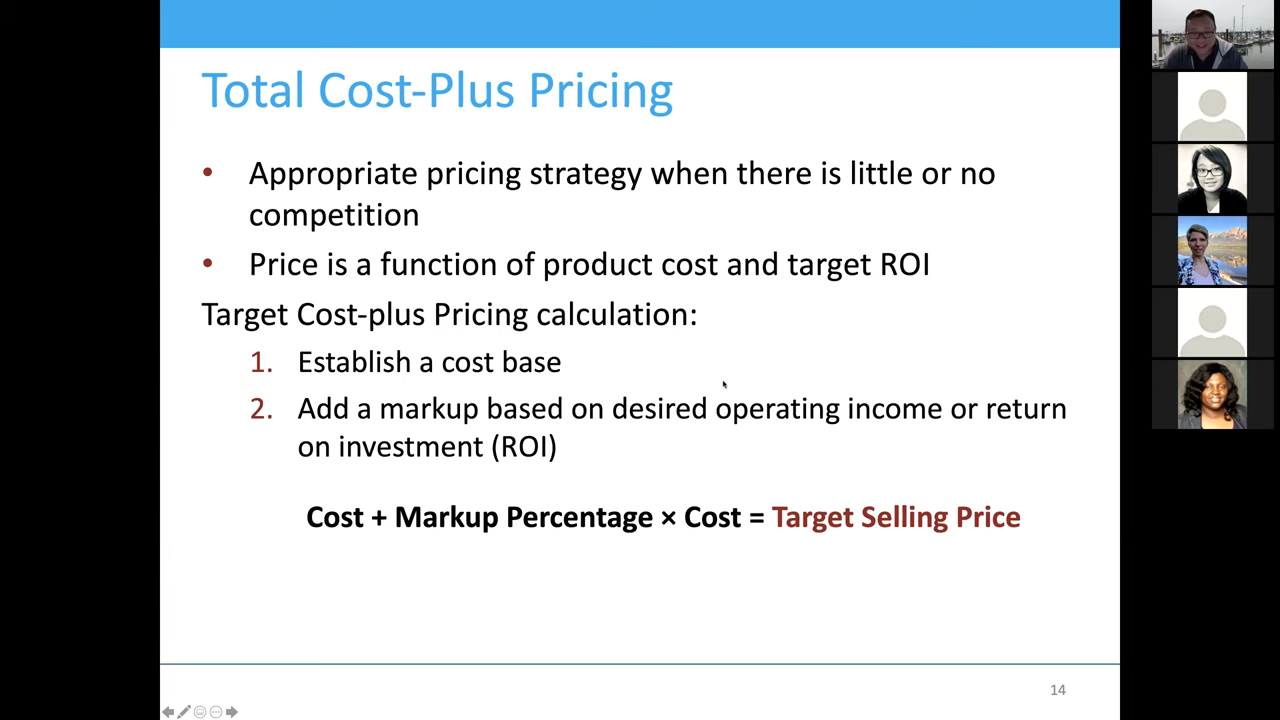 Total Cost-Plus Pricing
• Appropriate pricing strategy when there is little or no
competition
• Price is a function of product cost and target ROI
Target Cost-plus Pricing calculation:
1. Establish a cost base
2. Add a markup based on desired operating income or return
on investment (ROI)
Cost + Markup Percentage × Cost = Target Selling Price
14